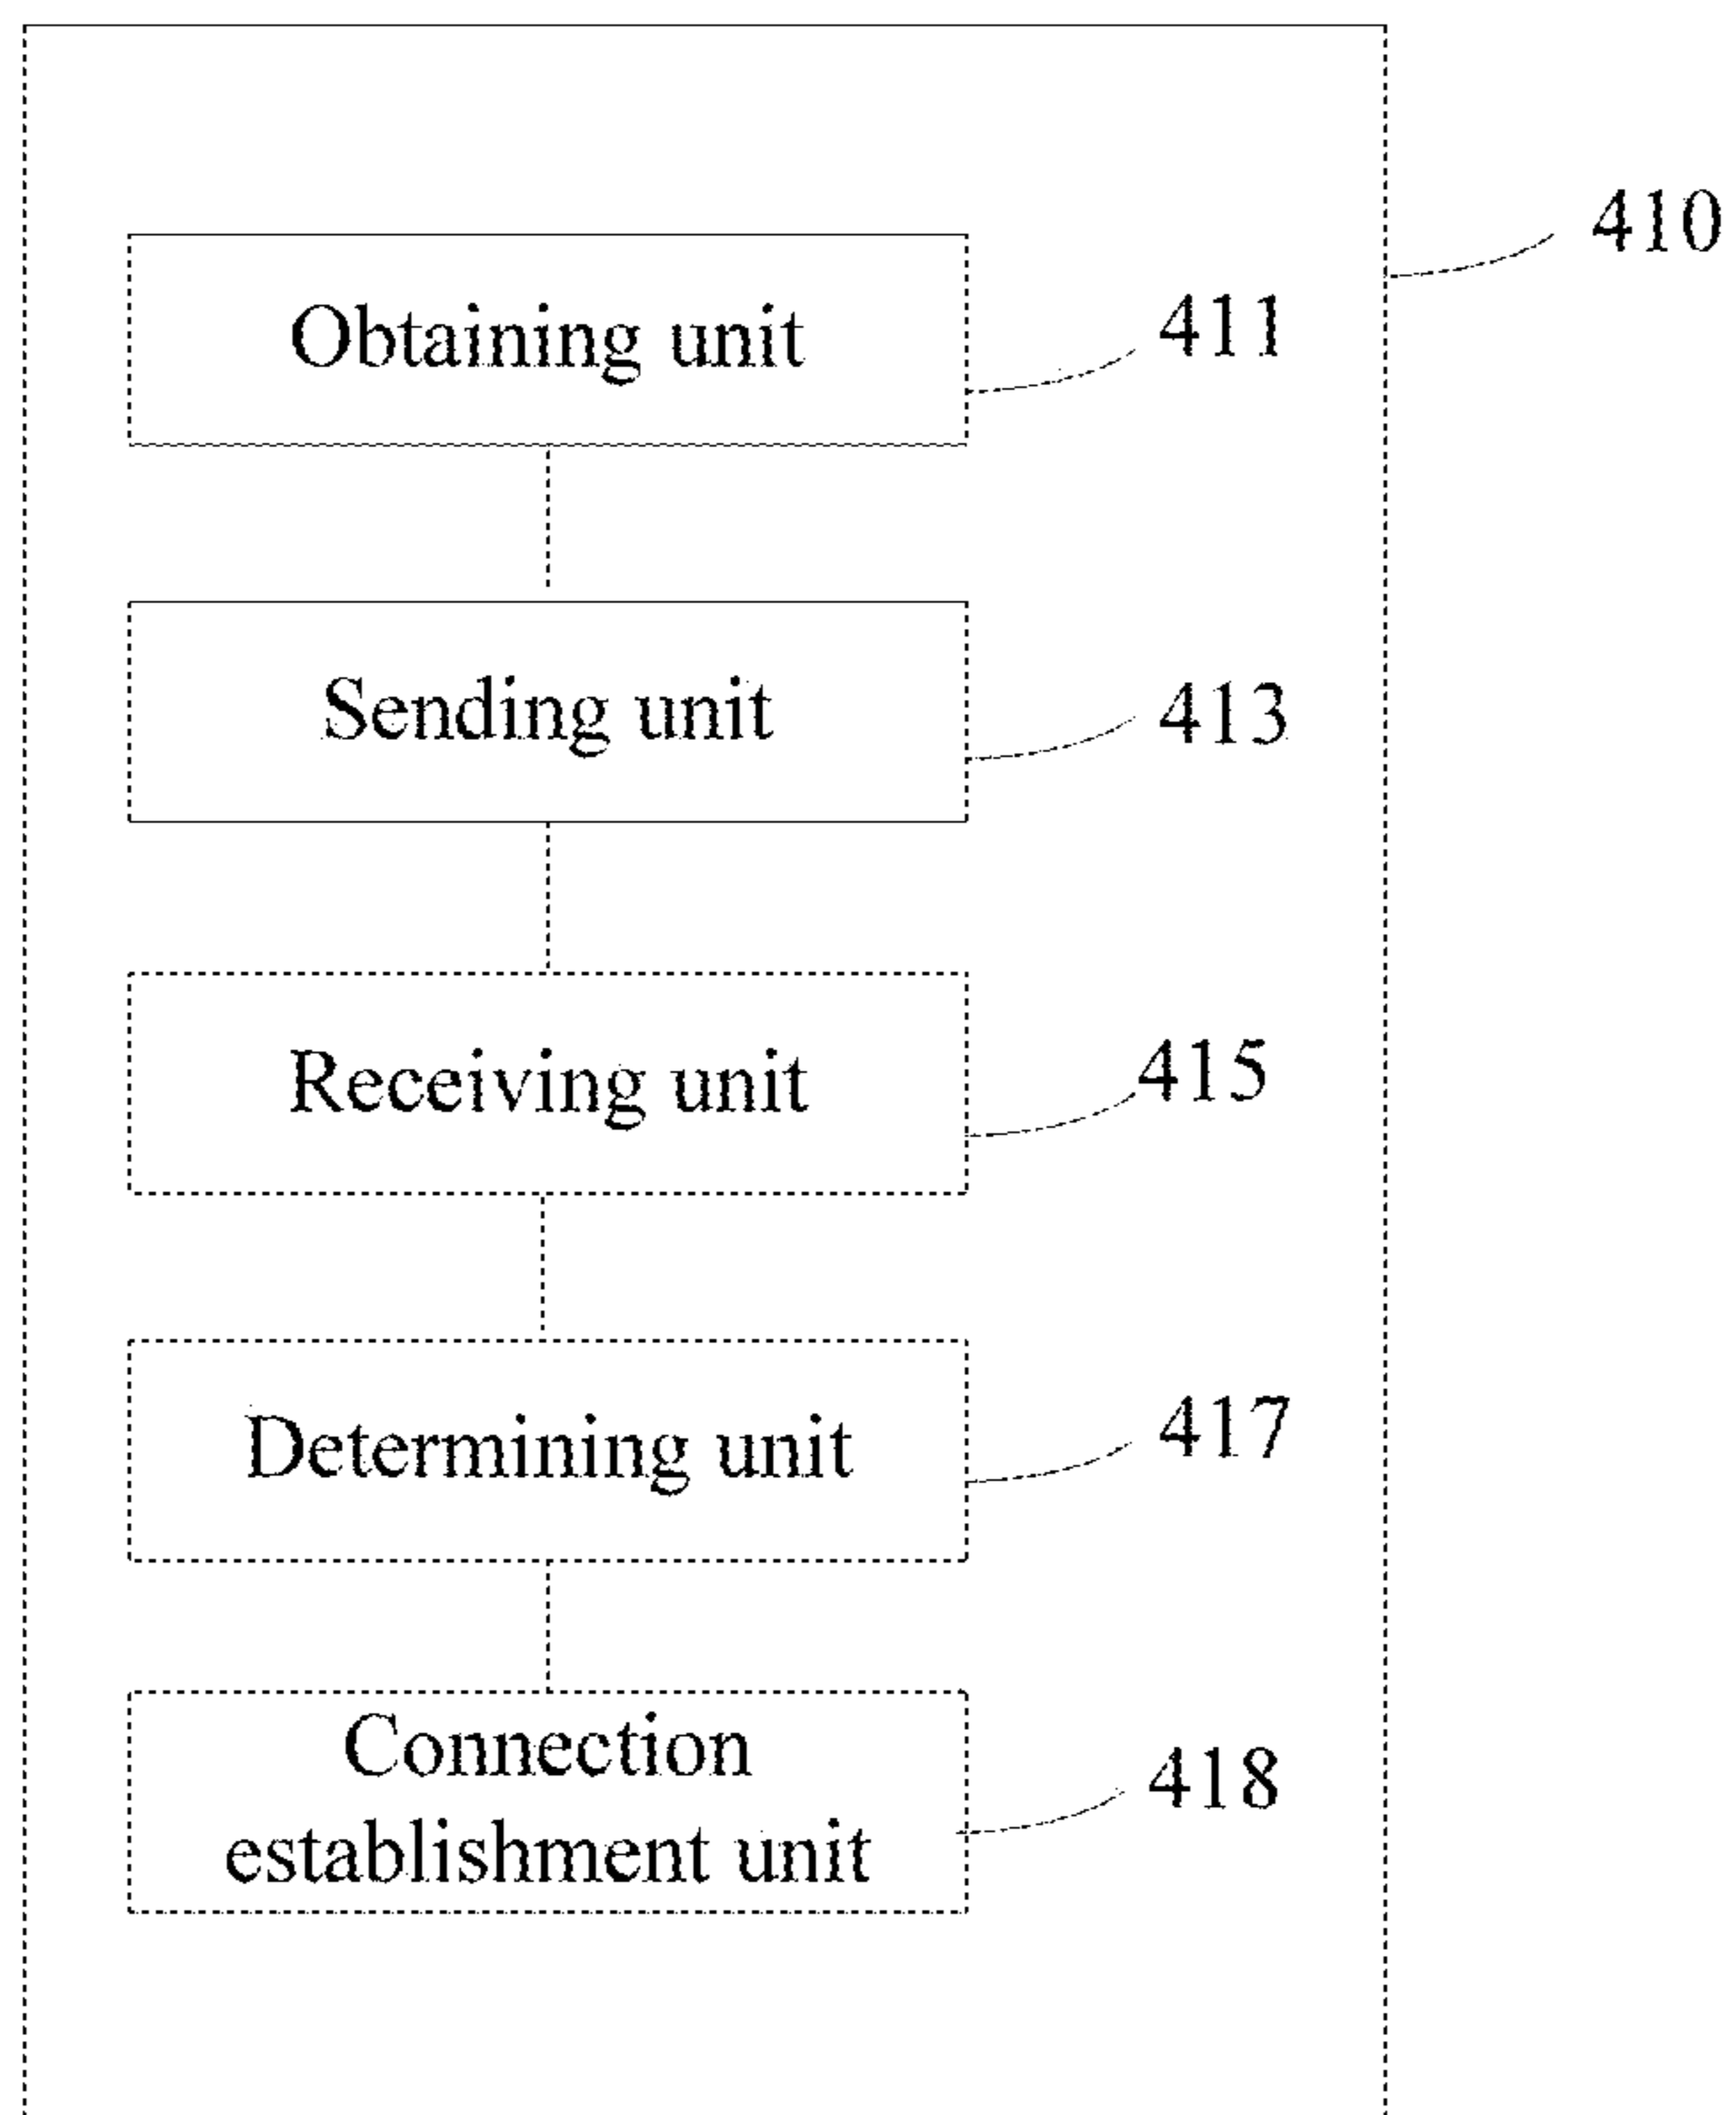 410
Obtaining unit
411
Sending unit
413
Receiving unit
415
Determining unit
417
Connection
establishment unit
418